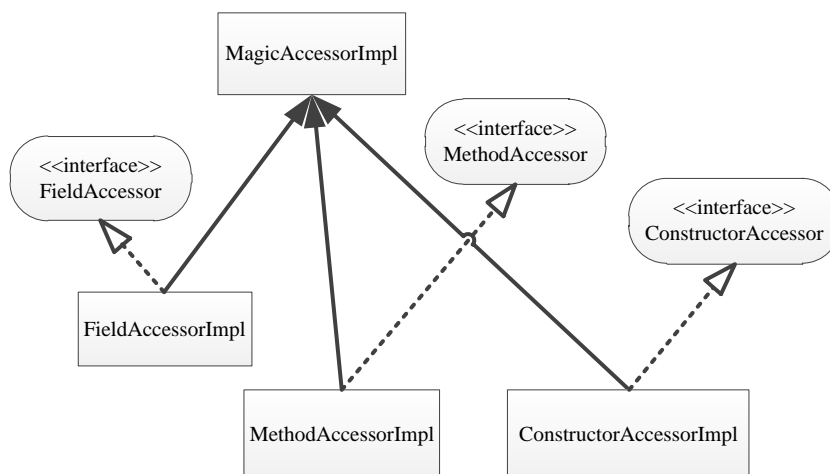 MagicAccessorImpl
<<interface>>
MethodAccessor
<<interface>>
FieldAccessor
<<interface>>
ConstructorAccessor
FieldAccessorImpl
MethodAccessorImpl
ConstructorAccessorImpl